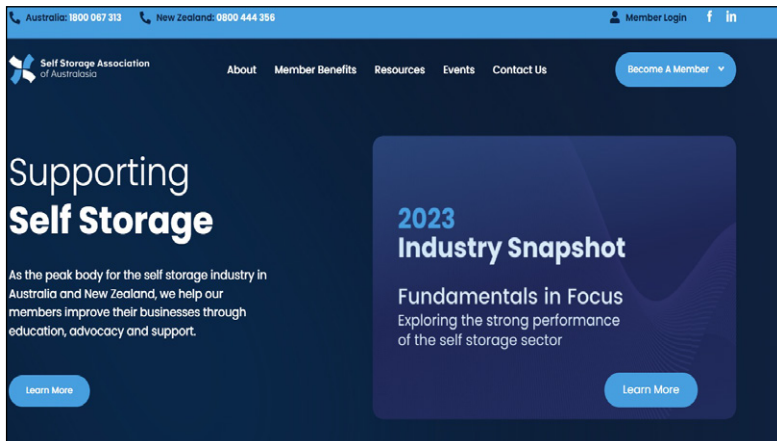 Australia: 1800 067 313 New Zealand: 0800 444 356 Member Login f in
Self Storage Association
of Australasia
About Member Benefits Resources Events Contact Us Become A Member
Supporting
Self Storage
As the peak body for the self storage industry in
Australia and New Zealand, we help our
members improve their businesses through
education, advocacy and support.
Learn More
2023
Industry Snapshot
Fundamentals in Focus
Exploring the strong performance
of the self storage sector
Learn More